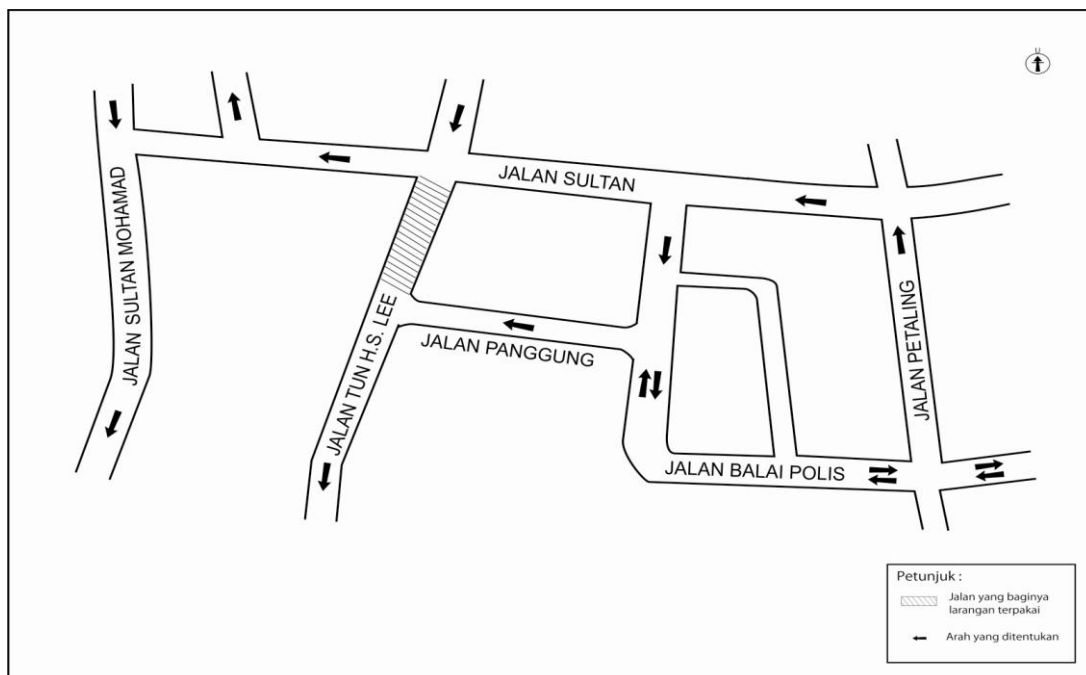 U
JALAN SULTAN
JALAN SULTAN MOHAMAD
JALAN TUN H.S. LEE
JALAN PANGGUNG
JALAN PETALING
JALAN BALAI POLIS
Petunjuk :
Jalan yang baginya
larangan terpakai
Arah yang ditentukan